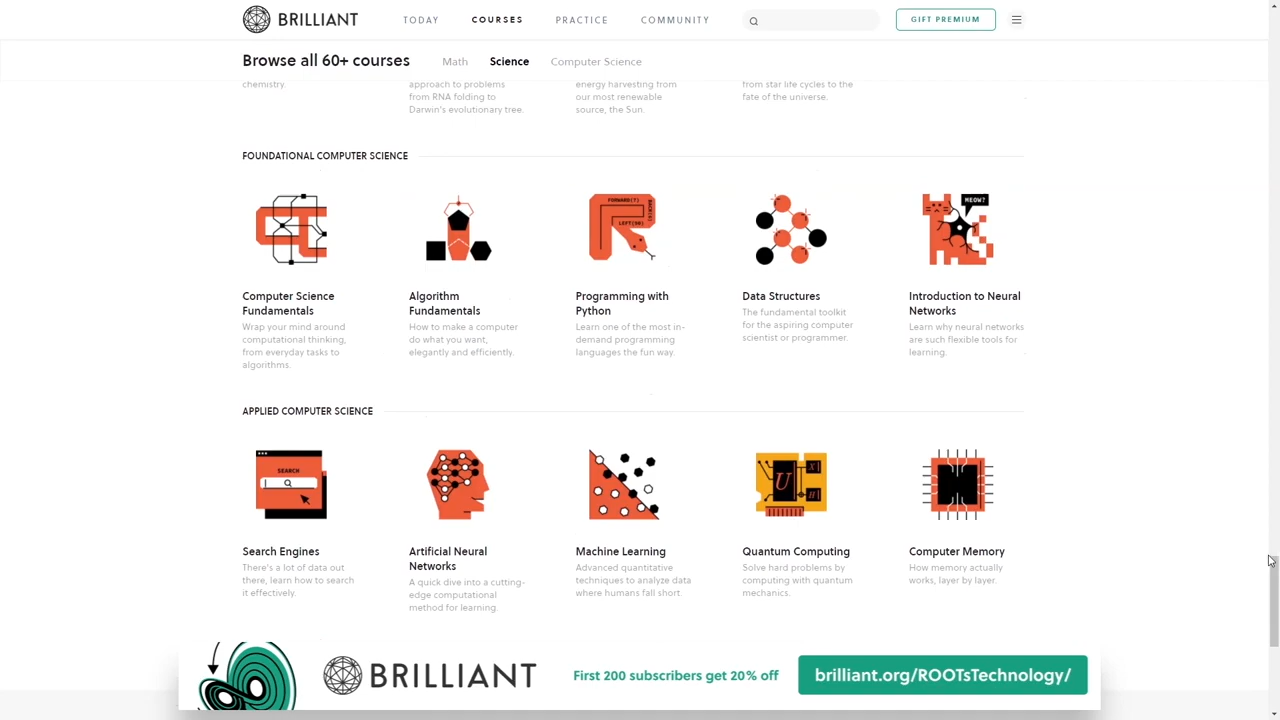 BRILLIANT TODAY COURSES PRACTICE COMMUNITY GIFT PREMIUM
Browse all 60+ courses Math Science Computer Science
chemistry.
approach to problems
from RNA folding to
Darwin's evolutionary tree.
energy harvesting from
our most renewable
source, the Sun.
from star life cycles to the
fate of the universe.
FOUNDATIONAL COMPUTER SCIENCE
FORWARD(7)
BACK(5)
LEFT(90)
MEOW?
Computer Science
Fundamentals
Wrap your mind around
computational thinking,
from everyday tasks to
algorithms.
Algorithm
Fundamentals
How to make a computer
do what you want,
elegantly and efficiently.
Programming with
Python
Learn one of the most in-
demand programming
languages the fun way.
Data Structures
The fundamental toolkit
for the aspiring computer
scientist or programmer.
Introduction to Neural
Networks
Learn why neural networks
are such flexible tools for
learning.
APPLIED COMPUTER SCIENCE
SEARCH
U
X
H
Search Engines
There's a lot of data out
there, learn how to search
it effectively.
Artificial Neural
Networks
A quick dive into a cutting-
edge computational
method for learning.
Machine Learning
Advanced quantitative
techniques to analyze data
where humans fall short.
Quantum Computing
Solve hard problems by
computing with quantum
mechanics.
Computer Memory
How memory actually
works, layer by layer.
BRILLIANT First 200 subscribers get 20% off brilliant.org/ROOTsTechnology/